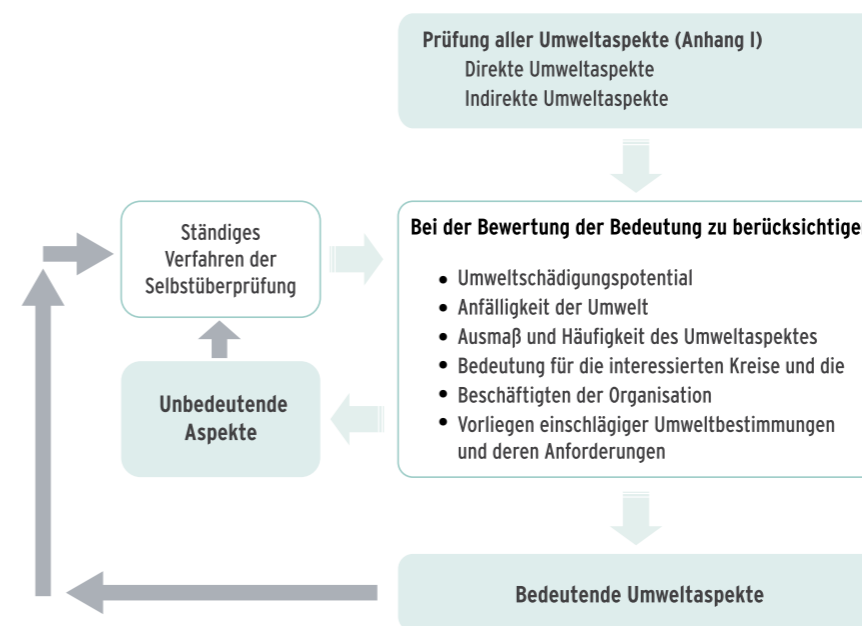 Prüfung aller Umweltaspekte (Anhang I)
Direkte Umweltaspekte
Indirekte Umweltaspekte
Ständiges
Verfahren der
Selbstüberprüfung
Bei der Bewertung der Bedeutung zu berücksichtige
• Umweltschädigungspotential
• Anfälligkeit der Umwelt
• Ausmaß und Häufigkeit des Umweltaspektes
• Bedeutung für die interessierten Kreise und die
• Beschäftigten der Organisation
• Vorliegen einschlägiger Umweltbestimmungen
und deren Anforderungen
Unbedeutende
Aspekte
Bedeutende Umweltaspekte